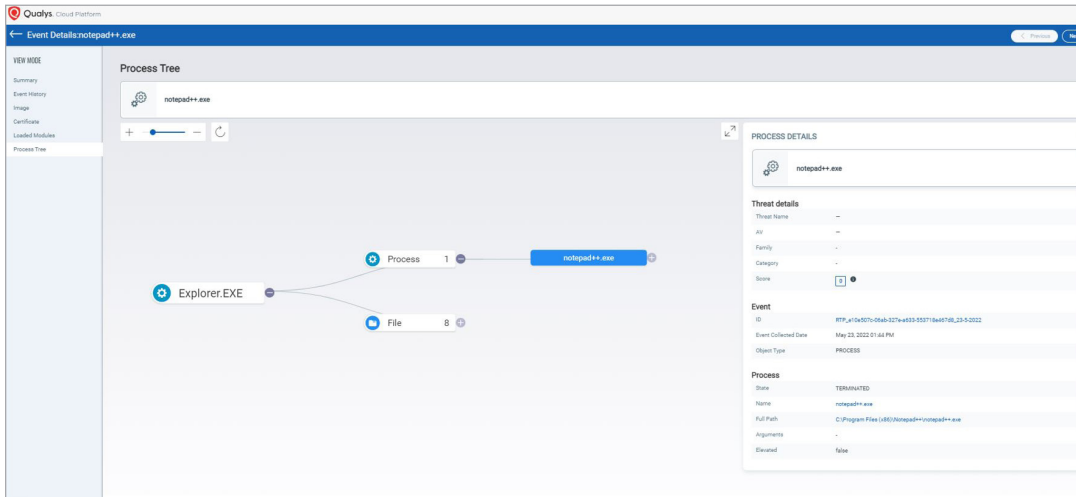 Qualys. Cloud Platform
← Event Details:notepad++.exe
< Previous
Ne
VIEW MODE
Summary
Event History
Image
Certificate
Loaded Modules
Process Tree
Process Tree
notepad++.exe
Explorer.EXE
Process 1
notepad++.exe
File 8
PROCESS DETAILS
notepad++.exe
Threat details
Threat Name –
AV –
Family -
Category -
Score 0
Event
ID RTP_e10e507c-06ab-327e-a633-553718e467d8_23-5-2022
Event Collected Date May 23, 2022 01:44 PM
Object Type PROCESS
Process
State TERMINATED
Name notepad++.exe
Full Path C:\Program Files (x86)\Notepad++\notepad++.exe
Arguments -
Elevated false